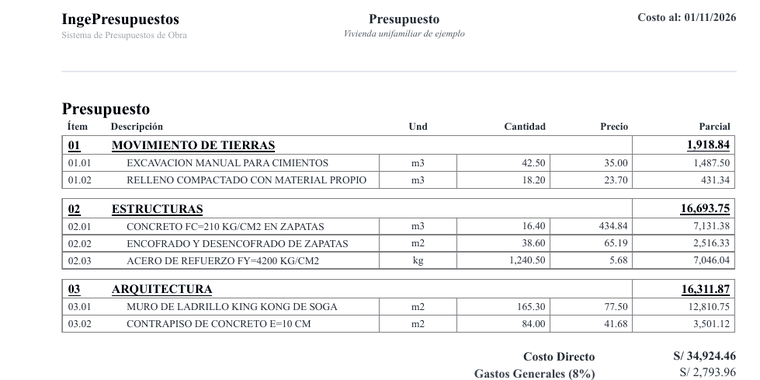 IngePresupuestos Presupuesto Costo al: 01/11/2026
Sistema de Presupuestos de Obra Vivienda unifamiliar de ejemplo
Presupuesto
Ítem Descripción Und Cantidad Precio Parcial
01 MOVIMIENTO DE TIERRAS 1,918.84
01.01 EXCAVACION MANUAL PARA CIMIENTOS m3 42.50 35.00 1,487.50
01.02 RELLENO COMPACTADO CON MATERIAL PROPIO m3 18.20 23.70 431.34
02 ESTRUCTURAS 16,693.75
02.01 CONCRETO FC=210 KG/CM2 EN ZAPATAS m3 16.40 434.84 7,131.38
02.02 ENCOFRADO Y DESENCOFRADO DE ZAPATAS m2 38.60 65.19 2,516.33
02.03 ACERO DE REFUERZO FY=4200 KG/CM2 kg 1,240.50 5.68 7,046.04
03 ARQUITECTURA 16,311.87
03.01 MURO DE LADRILLO KING KONG DE SOGA m2 165.30 77.50 12,810.75
03.02 CONTRAPISO DE CONCRETO E=10 CM m2 84.00 41.68 3,501.12
Costo Directo S/ 34,924.46
Gastos Generales (8%) S/ 2,793.96